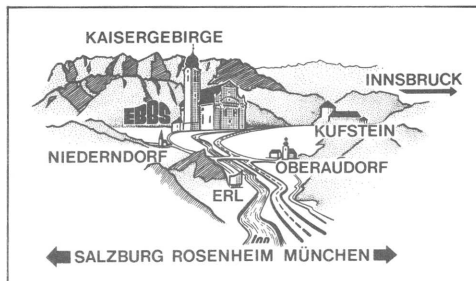 KAISERGEBIRGE
INNSBRUCK
EBBS
KUFSTEIN
NIEDERNDORF
OBERAUDORF
ERL
Inn
SALZBURG ROSENHEIM MÜNCHEN